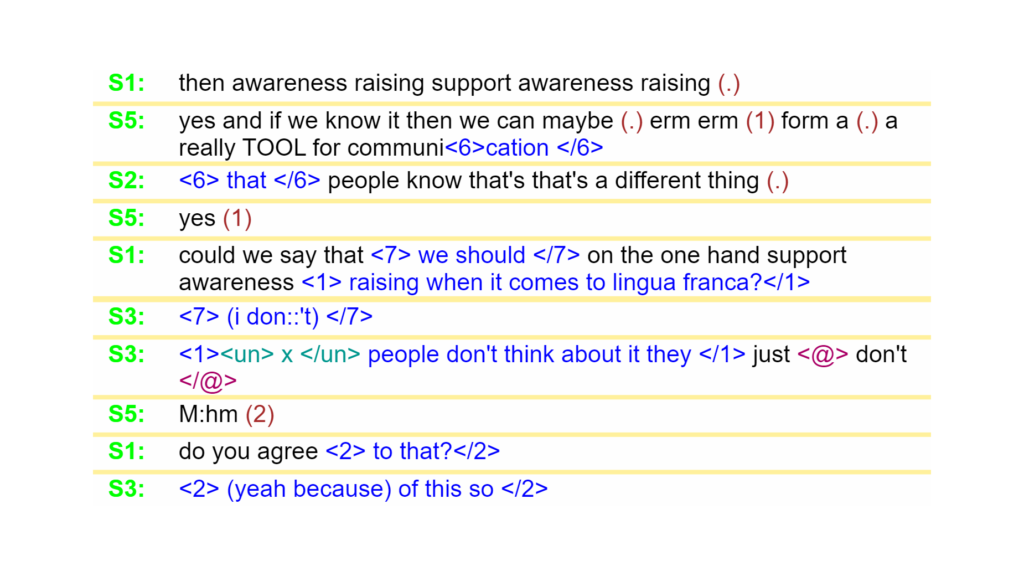 S1: then awareness raising support awareness raising (.)
S5: yes and if we know it then we can maybe (.) erm erm (1) form a (.) a
really TOOL for communi<6>cation </6>
S2: <6> that </6> people know that's that's a different thing (.)
S5: yes (1)
S1: could we say that <7> we should </7> on the one hand support
awareness <1> raising when it comes to lingua franca?</1>
S3: <7> (i don::'t) </7>
S3: <1><un> x </un> people don't think about it they </1> just <@> don't
</@>
S5: M:hm (2)
S1: do you agree <2> to that?</2>
S3: <2> (yeah because) of this so </2>